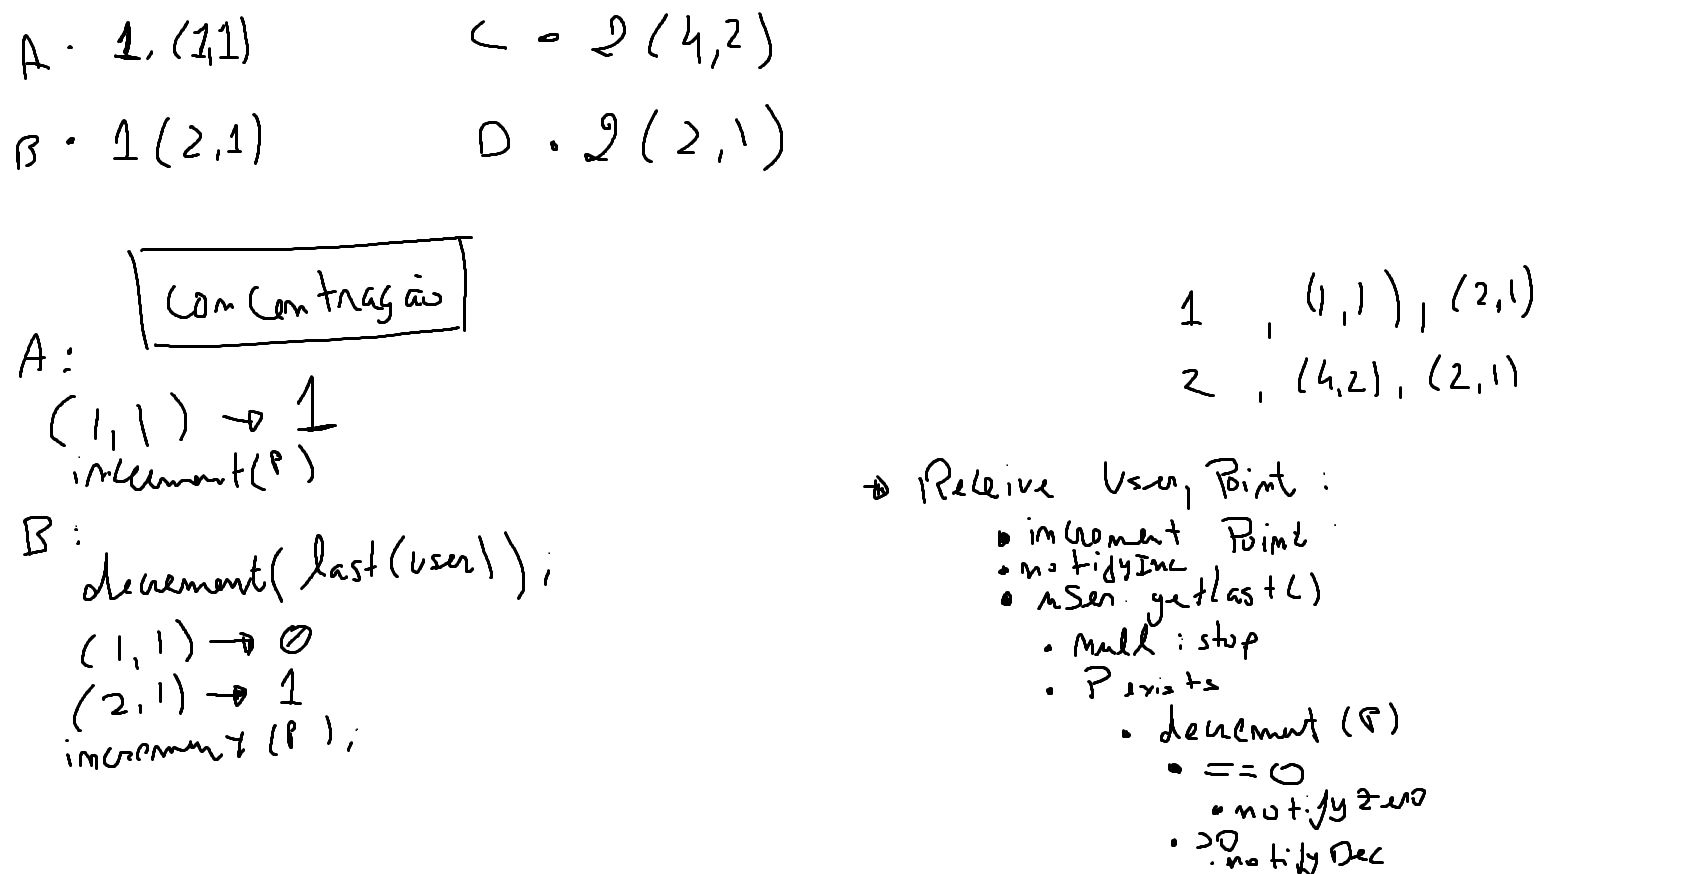 A · 1, (1,1)
B · 1 (2,1)
C - 2 (4,2)
D . 2 (2,1)
Concentração
A :
(1,1) → 1
increment(P)
B :
decrement( last(user));
(1,1) → 0
(2,1) → 1
increment (P);
1 , (1,1), (2,1)
2 , (4,2), (2,1)
→ Receive User, Point :
• increment Point
• notifyInc
• user. getlast()
• null : stop
• P exists
• decrement (P)
• == 0
• notifyZero
• >0
. notifyDec